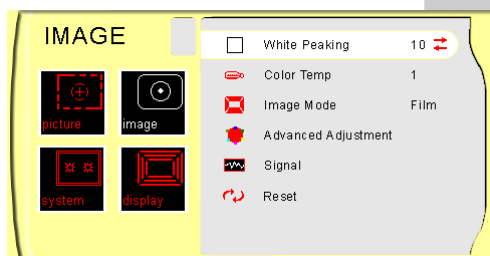 IMAGE
picture
image
system
display
White Peaking 10
Color Temp 1
Image Mode Film
Advanced Adjustment
Signal
Reset